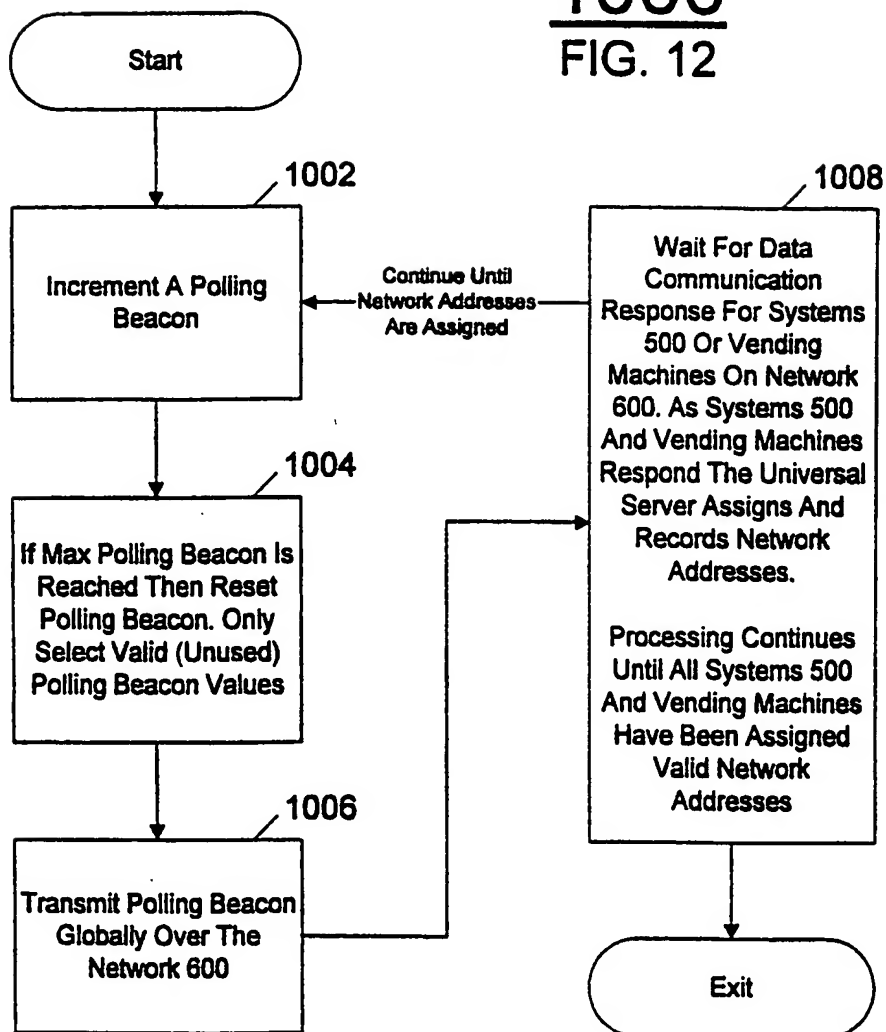 1000
FIG. 12
Start
1002
Increment A Polling
Beacon
Continue Until
Network Addresses
Are Assigned
1004
If Max Polling Beacon Is
Reached Then Reset
Polling Beacon. Only
Select Valid (Unused)
Polling Beacon Values
1006
Transmit Polling Beacon
Globally Over The
Network 600
1008
Wait For Data
Communication
Response For Systems
500 Or Vending
Machines On Network
600. As Systems 500
And Vending Machines
Respond The Universal
Server Assigns And
Records Network
Addresses.
Processing Continues
Until All Systems 500
And Vending Machines
Have Been Assigned
Valid Network
Addresses
Exit